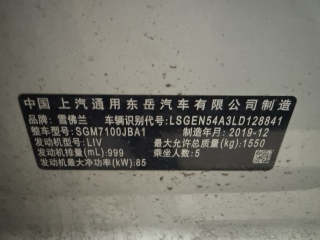 中国 上汽通用东岳汽车有限公司制造
品牌:雪佛兰 车辆识别代号:LSGEN54A3LD128841
整车型号:SGM7100JBA1 制造年月:2019-12
发动机型号:LIV 最大允许总质量(kg):1550
发动机排量(mL):999 乘坐人数:5
发动机最大净功率(kW):85